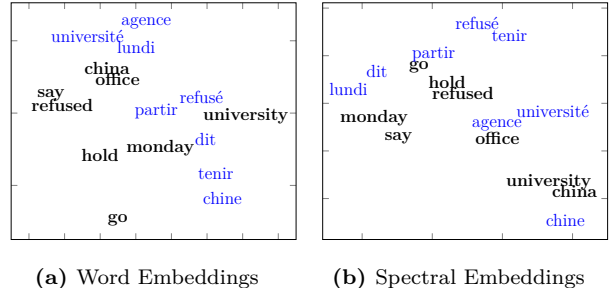 agence
université
lundi
china
office
say
refused
refusé
partir
university
monday
dit
hold
tenir
chine
go
refusé
tenir
partir
go
dit
hold
lundi
refused
université
monday
agence
say
office
university
china
chine
(a) Word Embeddings
(b) Spectral Embeddings